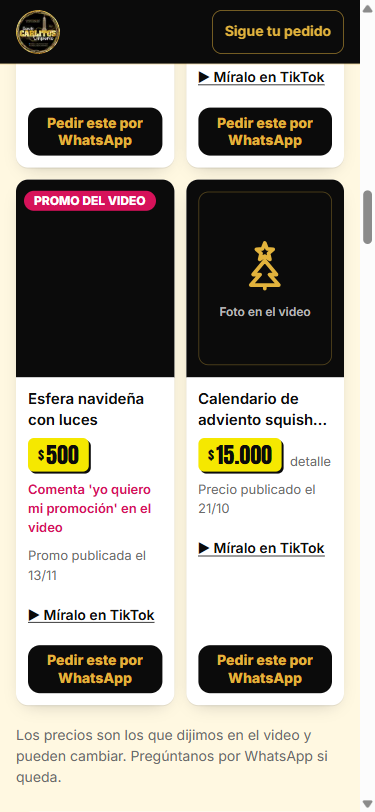 CARLITOS
Sigue tu pedido
▶ Míralo en TikTok
Pedir este por
WhatsApp
Pedir este por
WhatsApp
PROMO DEL VIDEO
Foto en el video
Esfera navideña
con luces
$500
Comenta 'yo quiero
mi promoción' en el
video
Promo publicada el
13/11
▶ Míralo en TikTok
Pedir este por
WhatsApp
Calendario de
adviento squish...
$15.000 detalle
Precio publicado el
21/10
▶ Míralo en TikTok
Pedir este por
WhatsApp
Los precios son los que dijimos en el video y
pueden cambiar. Pregúntanos por WhatsApp si
queda.